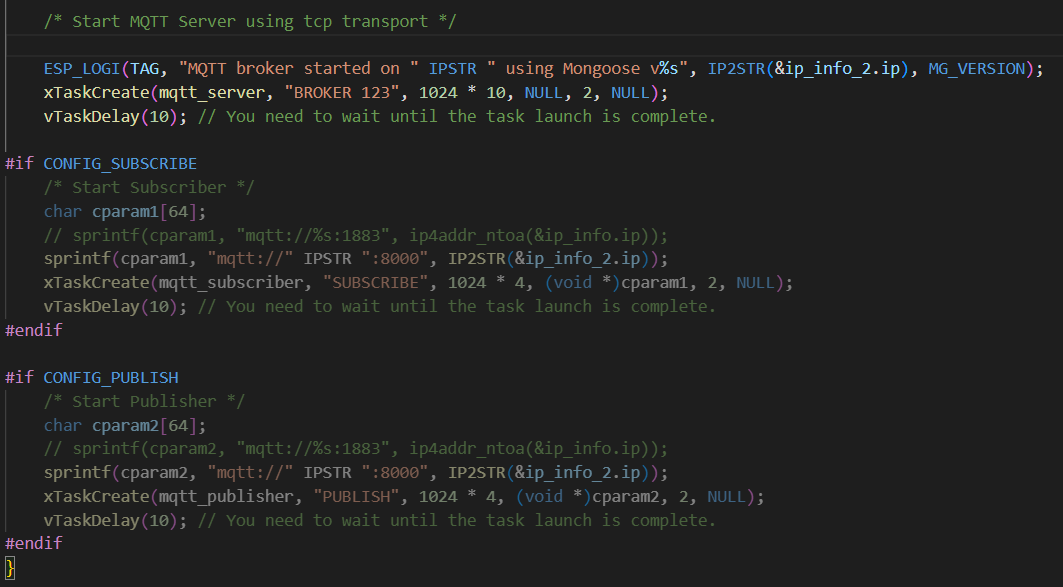 /* Start MQTT Server using tcp transport */
ESP_LOGI(TAG, "MQTT broker started on " IPSTR " using Mongoose v%s", IP2STR(&ip_info_2.ip), MG_VERSION);
xTaskCreate(mqtt_server, "BROKER 123", 1024 * 10, NULL, 2, NULL);
vTaskDelay(10); // You need to wait until the task launch is complete.
#if CONFIG_SUBSCRIBE
/* Start Subscriber */
char cparam1[64];
// sprintf(cparam1, "mqtt://%s:1883", ip4addr_ntoa(&ip_info.ip));
sprintf(cparam1, "mqtt://" IPSTR ":8000", IP2STR(&ip_info_2.ip));
xTaskCreate(mqtt_subscriber, "SUBSCRIBE", 1024 * 4, (void *)cparam1, 2, NULL);
vTaskDelay(10); // You need to wait until the task launch is complete.
#endif
#if CONFIG_PUBLISH
/* Start Publisher */
char cparam2[64];
// sprintf(cparam2, "mqtt://%s:1883", ip4addr_ntoa(&ip_info.ip));
sprintf(cparam2, "mqtt://" IPSTR ":8000", IP2STR(&ip_info_2.ip));
xTaskCreate(mqtt_publisher, "PUBLISH", 1024 * 4, (void *)cparam2, 2, NULL);
vTaskDelay(10); // You need to wait until the task launch is complete.
#endif
}